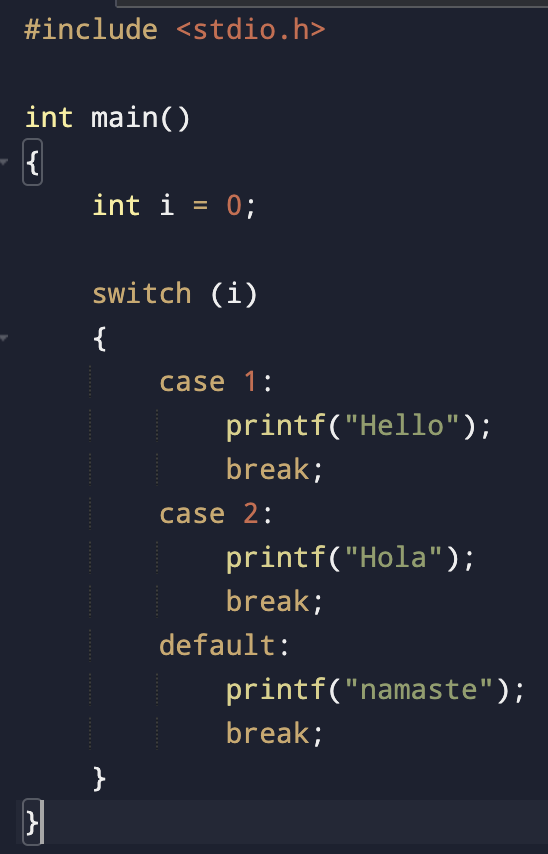 #include <stdio.h>

int main()
{
    int i = 0;

    switch (i)
    {
        case 1:
            printf("Hello");
            break;
        case 2:
            printf("Hola");
            break;
        default:
            printf("namaste");
            break;
    }
}